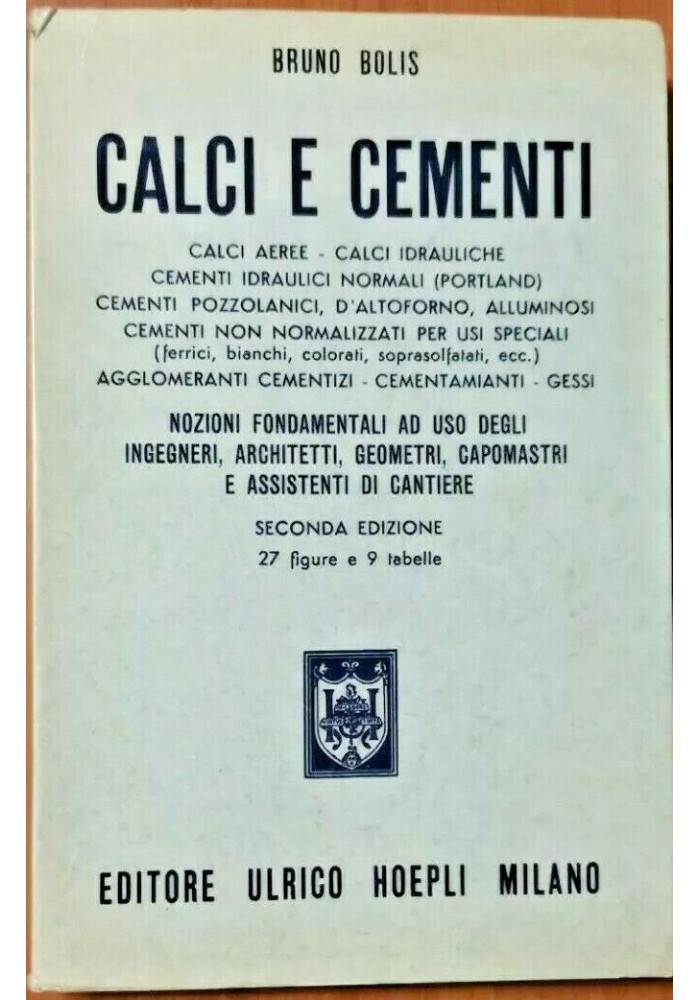 BRUNO BOLIS
CALCI E CEMENTI
CALCI AEREE - CALCI IDRAULICHE
CEMENTI IDRAULICI NORMALI (PORTLAND)
CEMENTI POZZOLANICI, D'ALTOFORNO, ALLUMINOSI
CEMENTI NON NORMALIZZATI PER USI SPECIALI
(ferrici, bianchi, colorati, soprasolfatati, ecc.)
AGGLOMERANTI CEMENTIZI - CEMENTAMIANTI - GESSI
NOZIONI FONDAMENTALI AD USO DEGLI
INGEGNERI, ARCHITETTI, GEOMETRI, CAPOMASTRI
E ASSISTENTI DI CANTIERE
SECONDA EDIZIONE
27 figure e 9 tabelle
H
EDITORE ULRICO HOEPLI MILANO